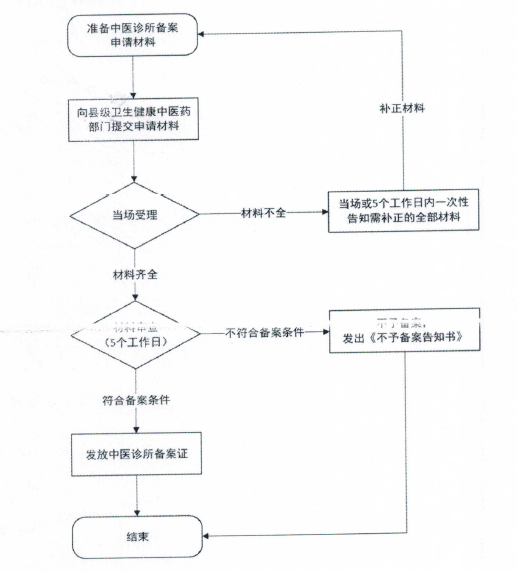 准备中医诊所备案
申请材料
补正材料
向县级卫生健康中医药
部门提交申请材料
当场受理
材料不全
当场或5个工作日内一次性
告知需补正的全部材料
材料齐全
(5个工作日)
不符合备案条件
不予备案,
发出《不予备案告知书》
符合备案条件
发放中医诊所备案证
结束